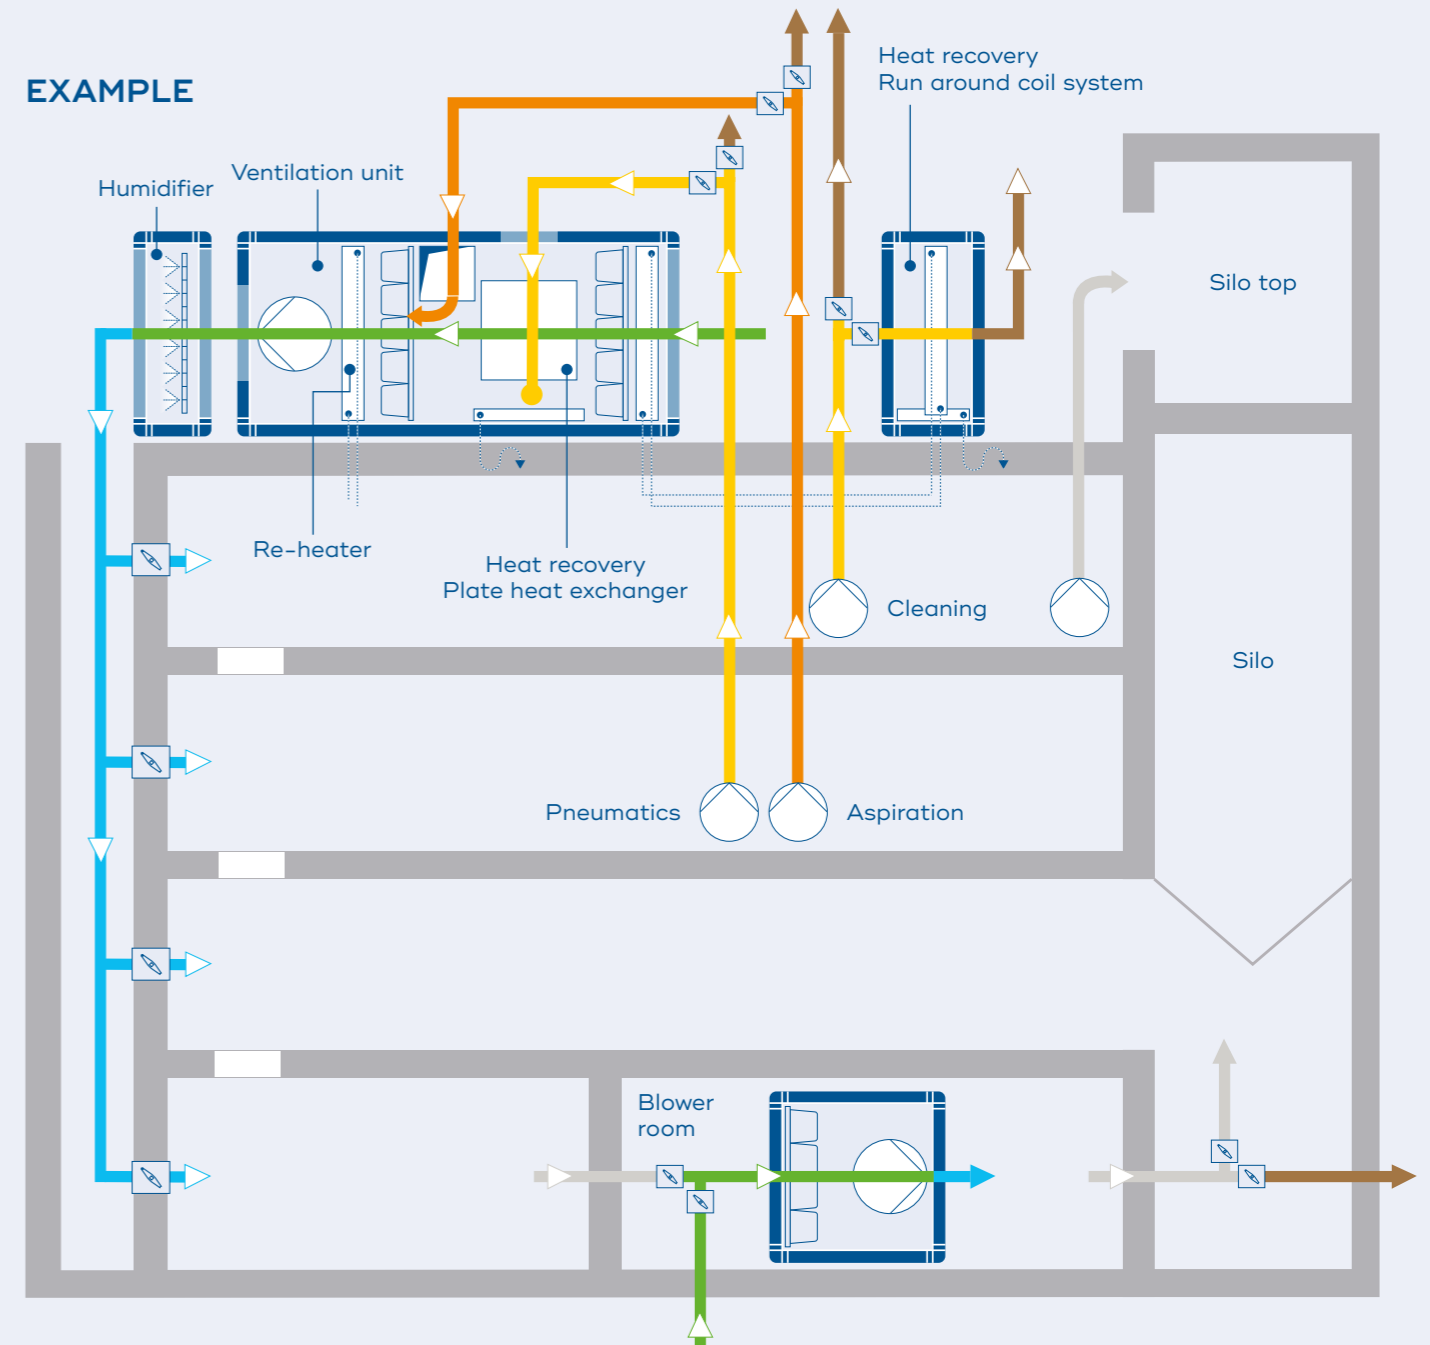 EXAMPLE
Heat recovery
Run around coil system
Ventilation unit
Humidifier
Silo top
Re-heater
Heat recovery
Plate heat exchanger
Cleaning
Silo
Pneumatics
Aspiration
Blower
room